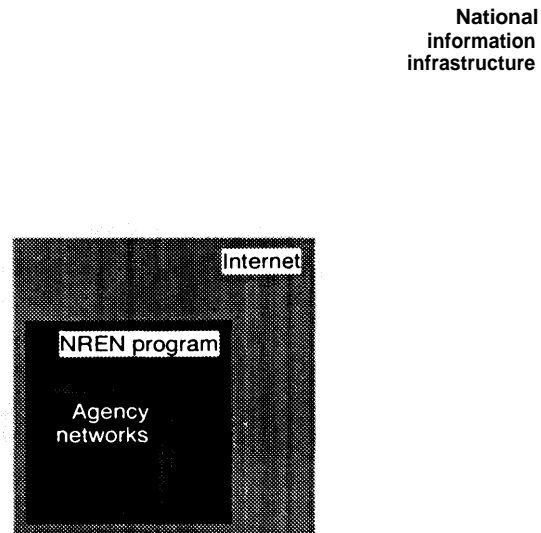 National
information
infrastructure
Internet
NREN program
Agency
networks